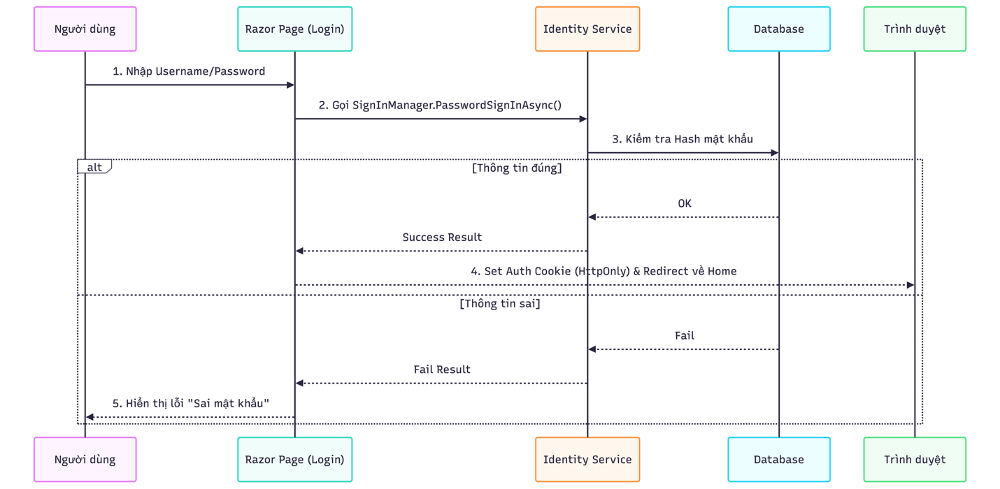 Người dùng
Razor Page (Login)
Identity Service
Database
Trình duyệt
1. Nhập Username/Password
2. Gọi SignInManager.PasswordSignInAsync()
3. Kiểm tra Hash mật khẩu
alt
[Thông tin đúng]
OK
Success Result
4. Set Auth Cookie (HttpOnly) & Redirect về Home
[Thông tin sai]
Fail
Fail Result
5. Hiển thị lỗi "Sai mật khẩu"
Người dùng
Razor Page (Login)
Identity Service
Database
Trình duyệt